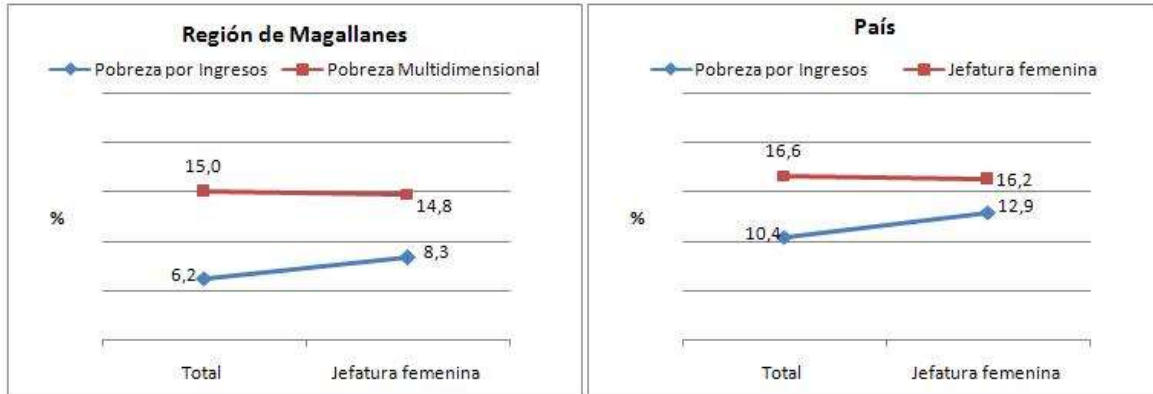 Región de Magallanes
Pobreza por Ingresos Pobreza Multidimensional
15,0
14,8
%
8,3
6,2
Total Jefatura femenina
País
Pobreza por Ingresos Jefatura femenina
16,6
16,2
%
12,9
10,4
Total Jefatura femenina